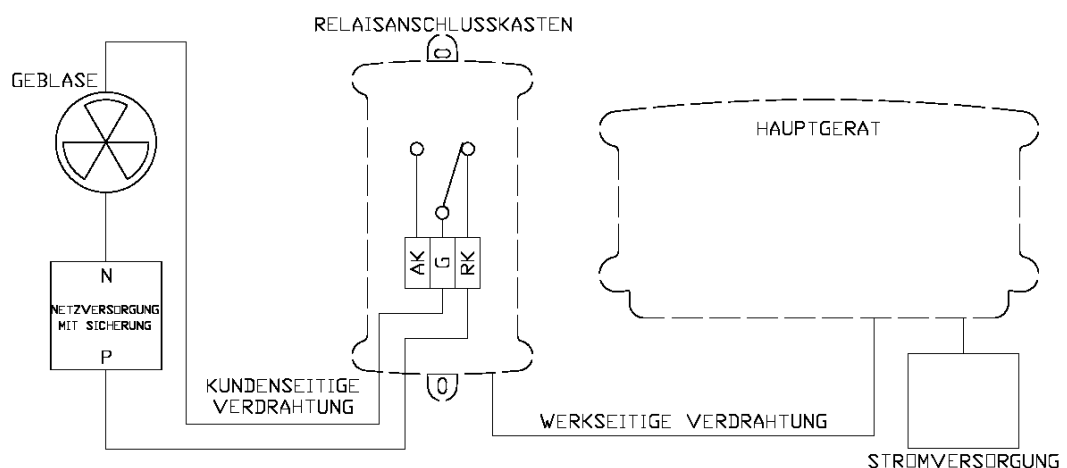 RELAISANSCHLUSSKASTEN
GEBLASE
HAUPTGERAT
AK
G
RK
N
NETZVERSORGUNG
MIT SICHERUNG
P
KUNDENSEITIGE
VERDRAHTUNG
WERKSEITIGE VERDRAHTUNG
STROMVERSORGUNG